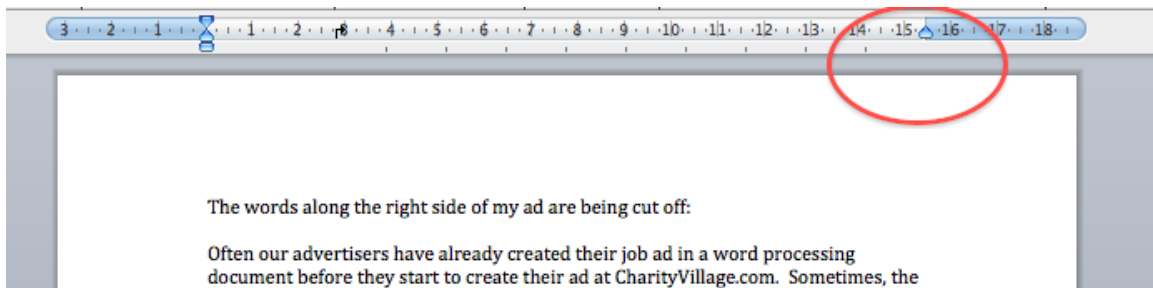 3 2 1 1 2 3 4 5 6 7 8 9 10 11 12 13 14 15 16 17 18
The words along the right side of my ad are being cut off:
Often our advertisers have already created their job ad in a word processing
document before they start to create their ad at CharityVillage.com.  Sometimes, the